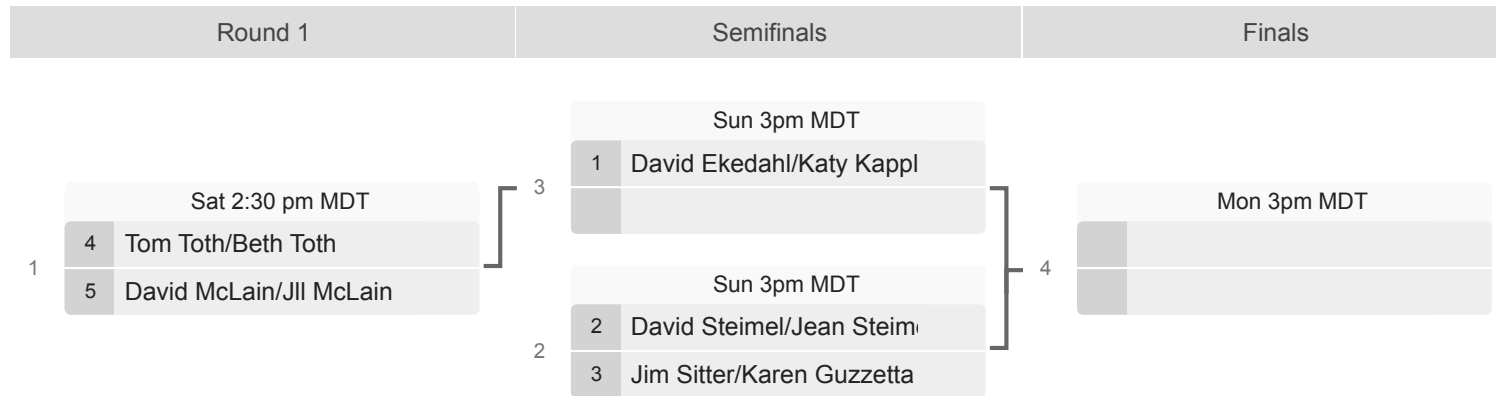 Round 1
Semifinals
Finals
1
Sat 2:30 pm MDT
4 Tom Toth/Beth Toth
5 David McLain/JIl McLain
3
Sun 3pm MDT
1 David Ekedahl/Katy Kappl
2
Sun 3pm MDT
2 David Steimel/Jean Steim
3 Jim Sitter/Karen Guzzetta
4
Mon 3pm MDT